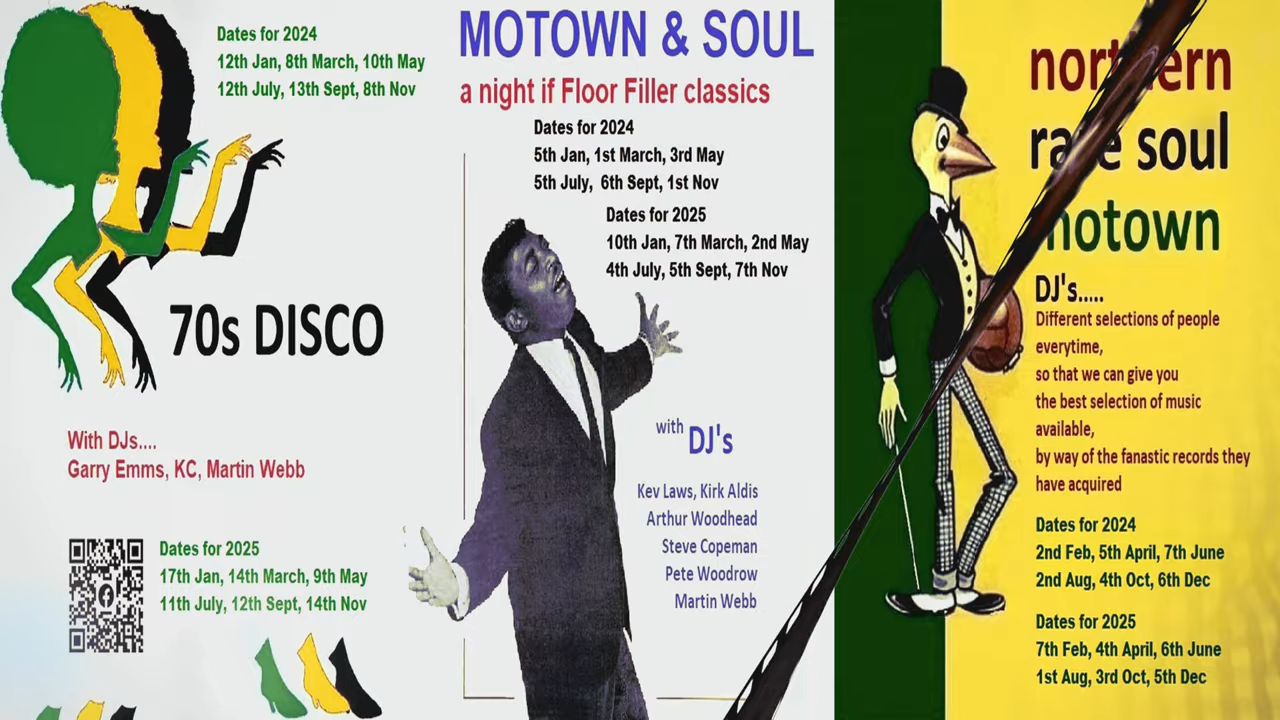 Dates for 2024
12th Jan, 8th March, 10th May
12th July, 13th Sept, 8th Nov
70s DISCO
With DJs....
Garry Emms, KC, Martin Webb
Dates for 2025
17th Jan, 14th March, 9th May
11th July, 12th Sept, 14th Nov
MOTOWN & SOUL
a night if Floor Filler classics
Dates for 2024
5th Jan, 1st March, 3rd May
5th July, 6th Sept, 1st Nov
Dates for 2025
10th Jan, 7th March, 2nd May
4th July, 5th Sept, 7th Nov
with DJ's
Kev Laws, Kirk Aldis
Arthur Woodhead
Steve Copeman
Pete Woodrow
Martin Webb
northern
rare soul
motown
DJ's.....
Different selections of people
everytime,
so that we can give you
the best selection of music
available,
by way of the fanastic records they
have acquired
Dates for 2024
2nd Feb, 5th April, 7th June
2nd Aug, 4th Oct, 6th Dec
Dates for 2025
7th Feb, 4th April, 6th June
1st Aug, 3rd Oct, 5th Dec